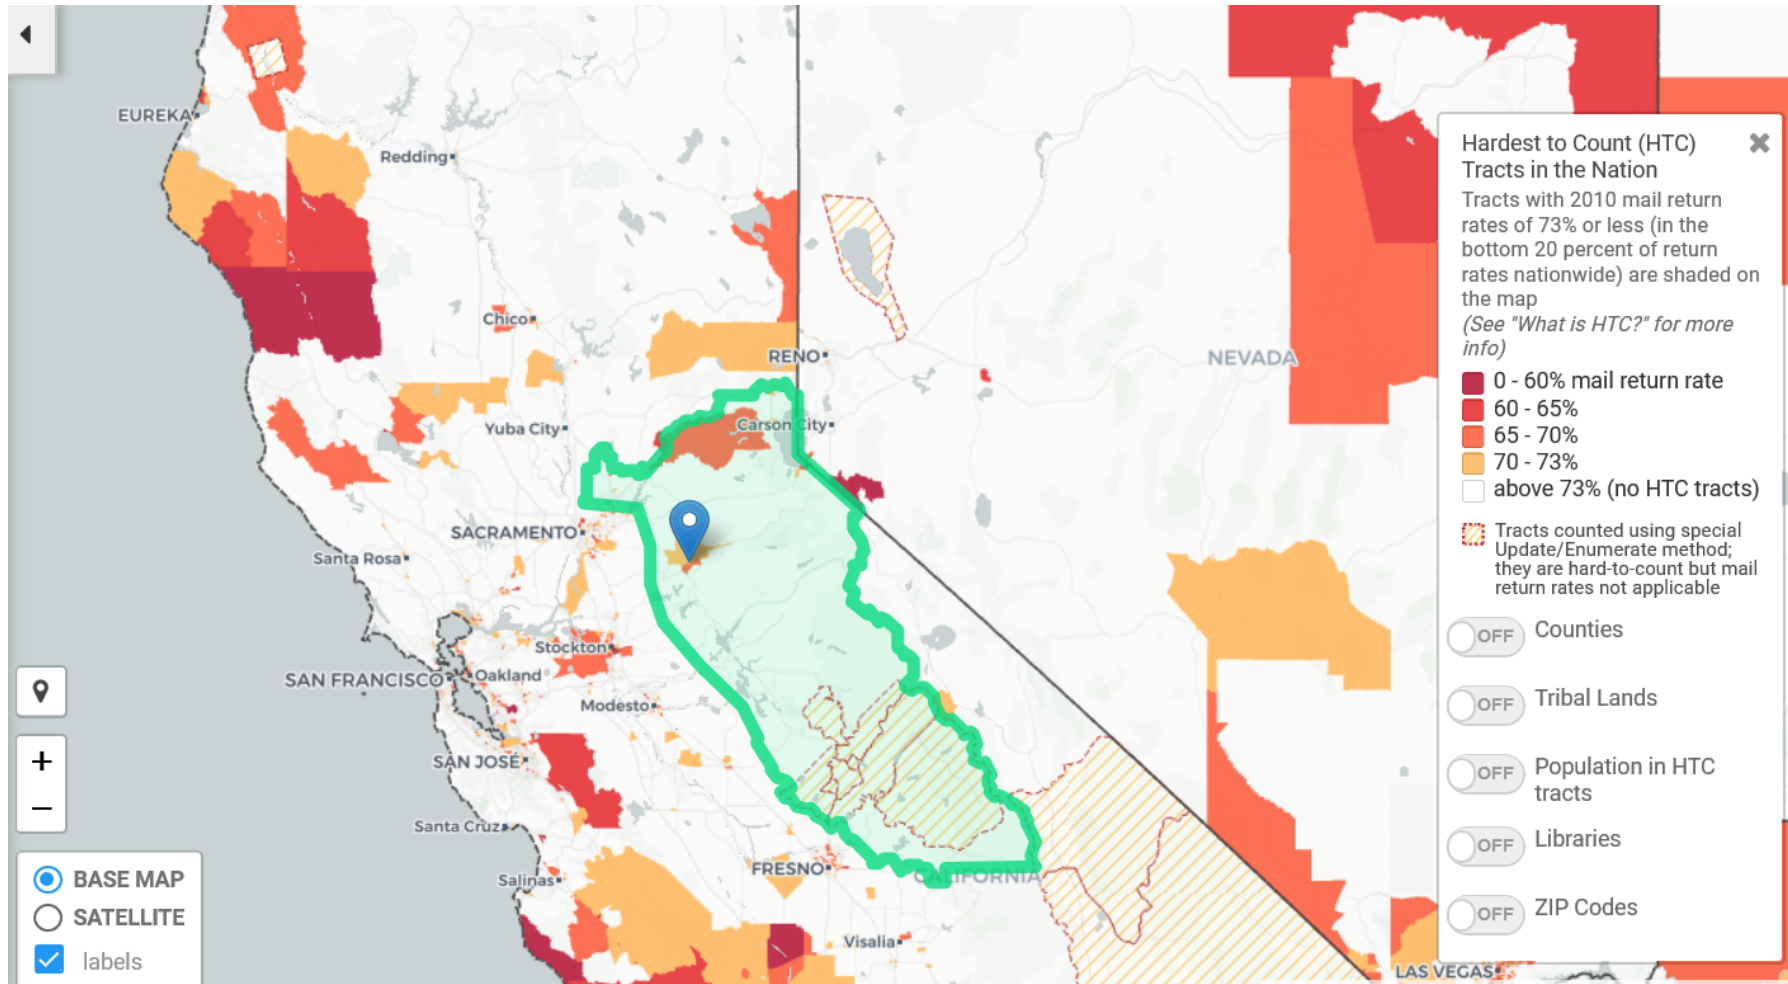 EUREKA
Redding
Chico
RENO
NEVADA
Yuba City
Carson City
SACRAMENTO
Santa Rosa
Stockton
SAN FRANCISCO
Oakland
Modesto
SAN JOSE
Santa Cruz
FRESNO
CALIFORNIA
Salinas
Visalia
LAS VEGAS
+
−
BASE MAP
SATELLITE
labels
Hardest to Count (HTC)
Tracts in the Nation
Tracts with 2010 mail return
rates of 73% or less (in the
bottom 20 percent of return
rates nationwide) are shaded on
the map
(See "What is HTC?" for more
info)
0 - 60% mail return rate
60 - 65%
65 - 70%
70 - 73%
above 73% (no HTC tracts)
Tracts counted using special
Update/Enumerate method;
they are hard-to-count but mail
return rates not applicable
OFF Counties
OFF Tribal Lands
OFF Population in HTC
tracts
OFF Libraries
OFF ZIP Codes